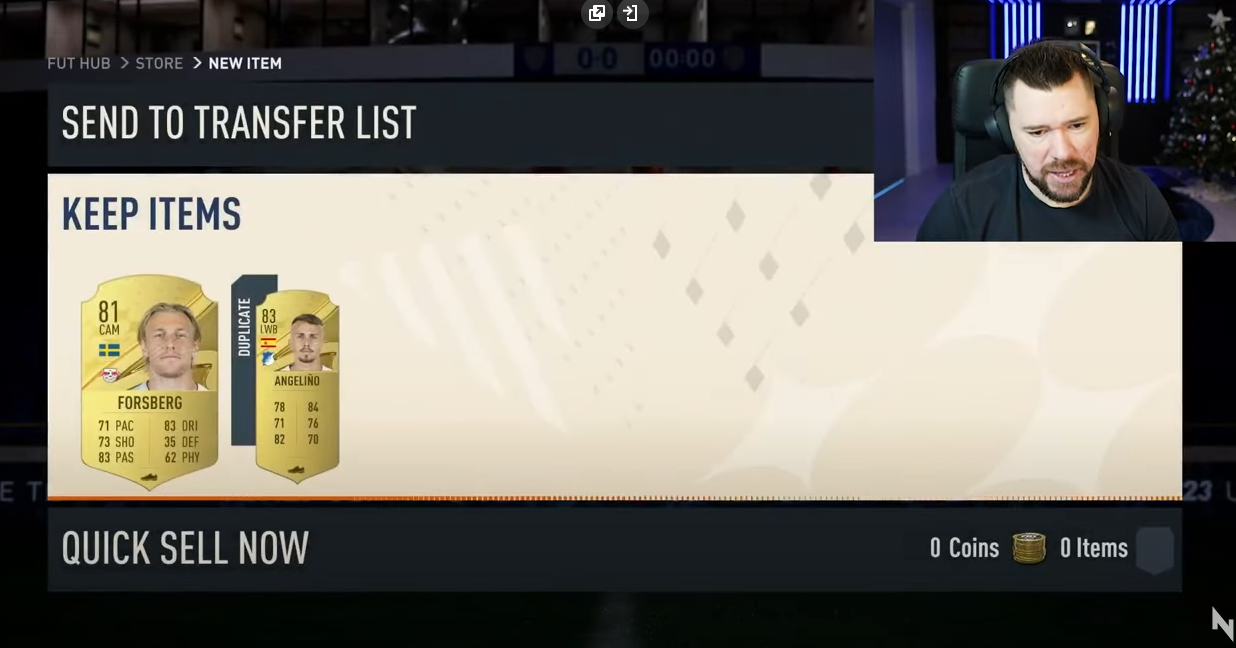 FUT HUB > STORE > NEW ITEM
0-0 00:00
SEND TO TRANSFER LIST
KEEP ITEMS
81
CAM
FORSBERG
71 PAC 83 DRI
73 SHO 35 DEF
83 PAS 62 PHY
DUPLICATE
83
LWB
ANGELIÑO
78 84
71 76
82 70
E T
23 U
QUICK SELL NOW
0 Coins 0 Items
N